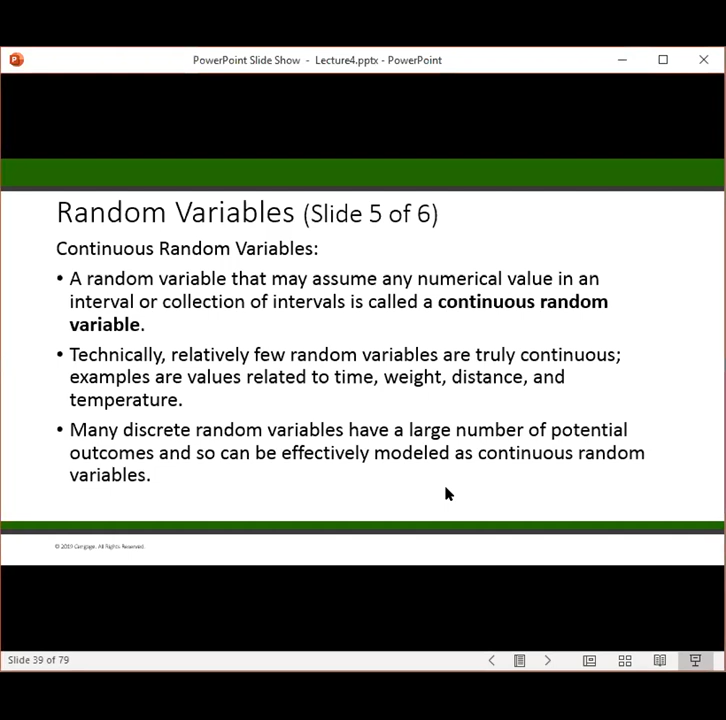 PowerPoint Slide Show - Lecture4.pptx - PowerPoint
Random Variables (Slide 5 of 6)
Continuous Random Variables:
• A random variable that may assume any numerical value in an
interval or collection of intervals is called a continuous random
variable.
• Technically, relatively few random variables are truly continuous;
examples are values related to time, weight, distance, and
temperature.
• Many discrete random variables have a large number of potential
outcomes and so can be effectively modeled as continuous random
variables.
© 2019 Cengage. All Rights Reserved.
Slide 39 of 79